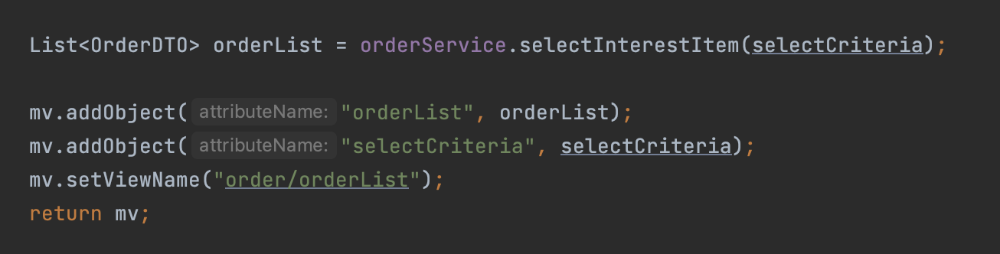 List<OrderDTO> orderList = orderService.selectInterestItem(selectCriteria);
mv.addObject( attributeName: "orderList", orderList);
mv.addObject( attributeName: "selectCriteria", selectCriteria);
mv.setViewName("order/orderList");
return mv;